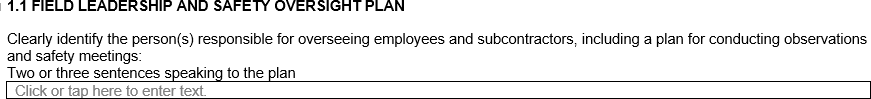 1.1 FIELD LEADERSHIP AND SAFETY OVERSIGHT PLAN
Clearly identify the person(s) responsible for overseeing employees and subcontractors, including a plan for conducting observations
and safety meetings:
Two or three sentences speaking to the plan
Click or tap here to enter text.